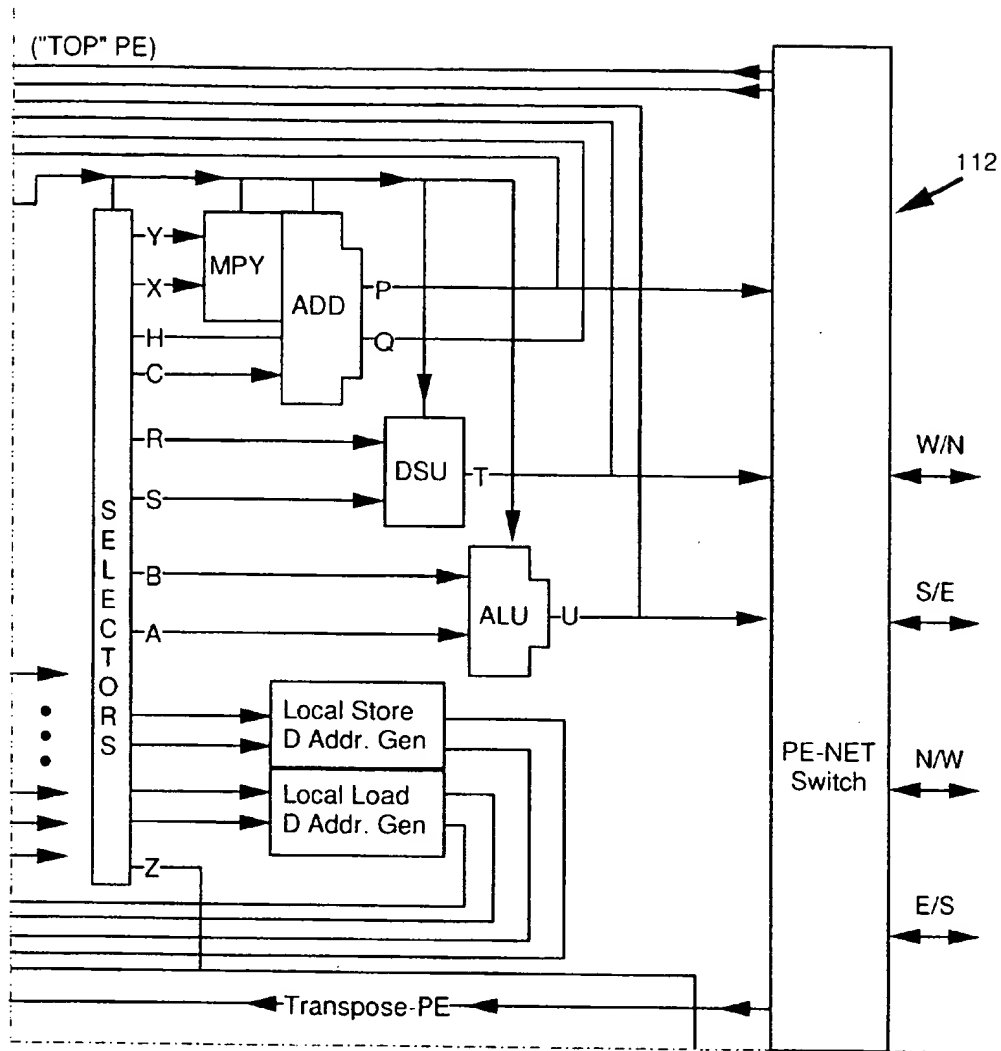 ("TOP" PE)
112
Y
MPY
X
ADD
P
H
Q
C
R
DSU
T
S
W/N
SELECTORS
B
ALU
U
S/E
A
Local Store
D Addr. Gen
PE-NET
Switch
N/W
Local Load
D Addr. Gen
Z
E/S
Transpose-PE